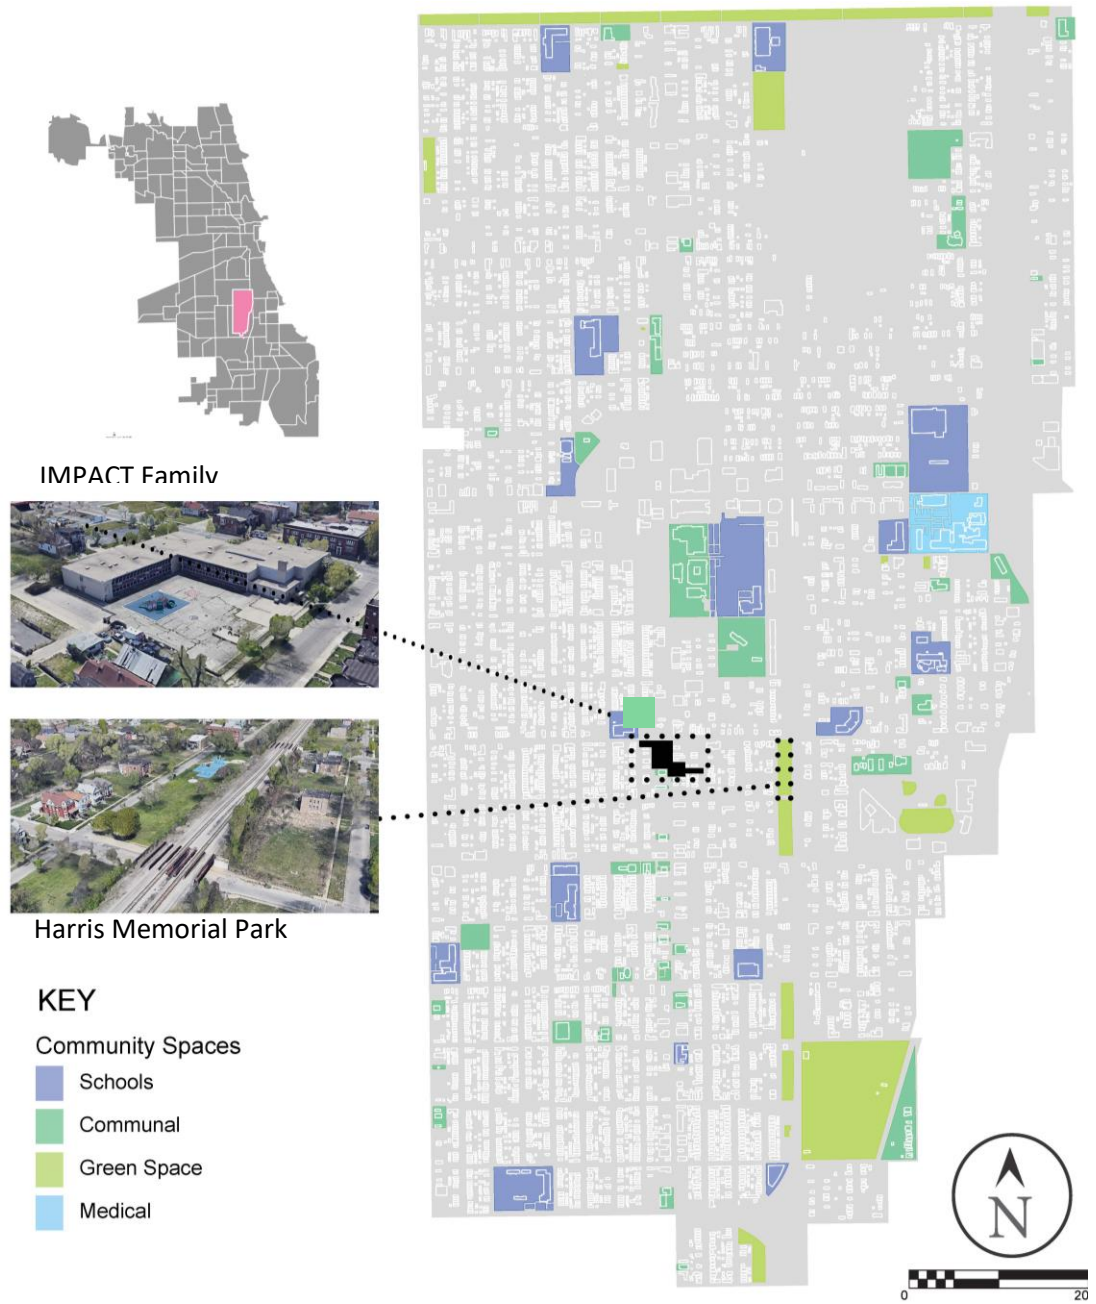 IMPACT Family
Harris Memorial Park
KEY
Community Spaces
Schools
Communal
Green Space
Medical
N
0
20